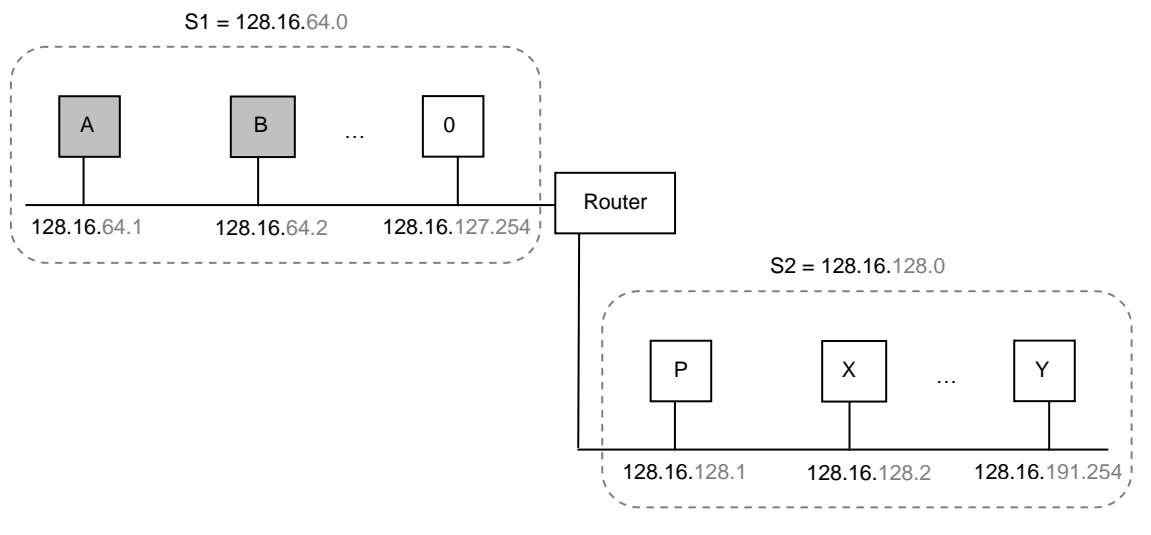 S1 = 128.16.64.0
A
B
...
0
Router
128.16.64.1
128.16.64.2
128.16.127.254
S2 = 128.16.128.0
P
X
...
Y
128.16.128.1
128.16.128.2
128.16.191.254